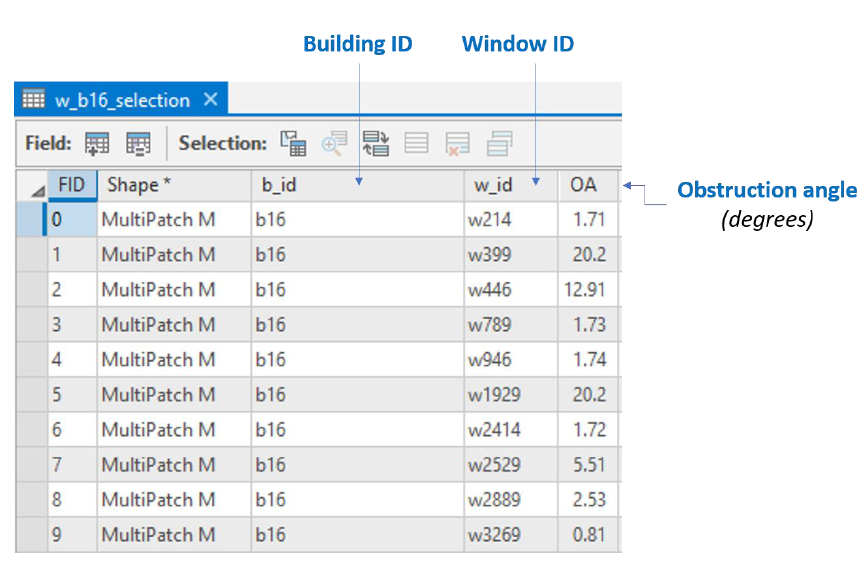 Building ID Window ID
w_b16_selection ×
Field: Selection:
FID Shape * b_id w_id OA
Obstruction angle
(degrees)
0 MultiPatch M b16 w214 1.71
1 MultiPatch M b16 w399 20.2
2 MultiPatch M b16 w446 12.91
3 MultiPatch M b16 w789 1.73
4 MultiPatch M b16 w946 1.74
5 MultiPatch M b16 w1929 20.2
6 MultiPatch M b16 w2414 1.72
7 MultiPatch M b16 w2529 5.51
8 MultiPatch M b16 w2889 2.53
9 MultiPatch M b16 w3269 0.81